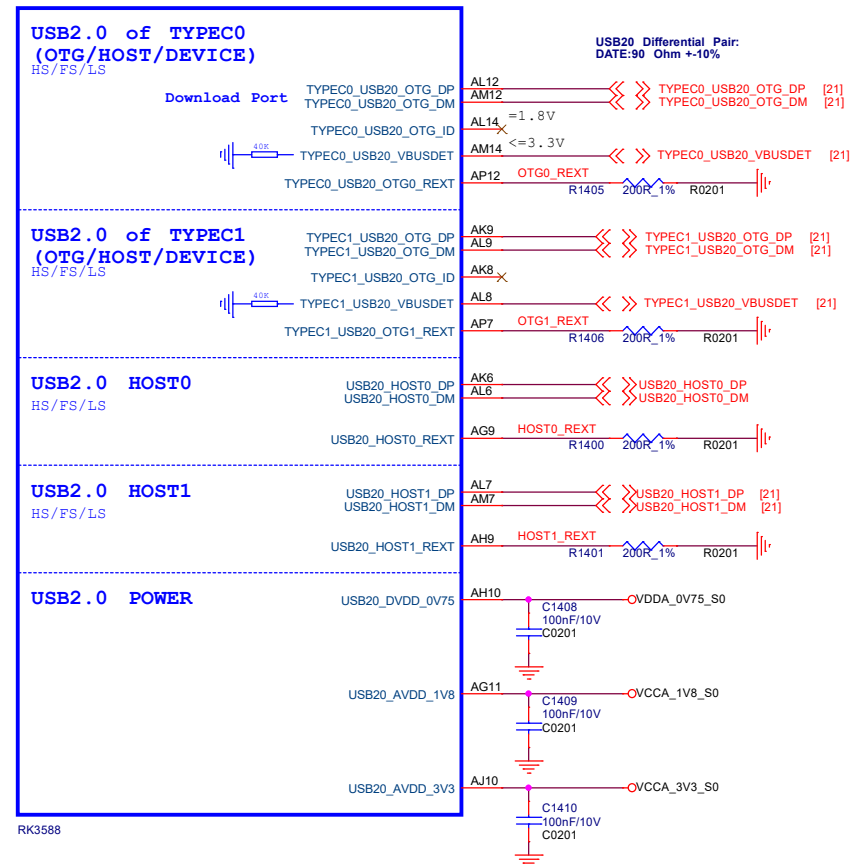 USB2.0 of TYPEC0
(OTG/HOST/DEVICE)
HS/FS/LS
USB20 Differential Pair:
DATE:90 Ohm +-10%
Download Port
TYPEC0_USB20_OTG_DP AL12 TYPEC0_USB20_OTG_DP [21]
TYPEC0_USB20_OTG_DM AM12 TYPEC0_USB20_OTG_DM [21]
TYPEC0_USB20_OTG_ID AL14 =1.8V
<=3.3V
40K TYPEC0_USB20_VBUSDET AM14 TYPEC0_USB20_VBUSDET [21]
TYPEC0_USB20_OTG0_REXT AP12 OTG0_REXT
R1405 200R_1% R0201
USB2.0 of TYPEC1
(OTG/HOST/DEVICE)
HS/FS/LS
TYPEC1_USB20_OTG_DP AK9 TYPEC1_USB20_OTG_DP [21]
TYPEC1_USB20_OTG_DM AL9 TYPEC1_USB20_OTG_DM [21]
TYPEC1_USB20_OTG_ID AK8
40K TYPEC1_USB20_VBUSDET AL8 TYPEC1_USB20_VBUSDET [21]
TYPEC1_USB20_OTG1_REXT AP7 OTG1_REXT
R1406 200R_1% R0201
USB2.0 HOST0
HS/FS/LS
USB20_HOST0_DP AK6 USB20_HOST0_DP
USB20_HOST0_DM AL6 USB20_HOST0_DM
USB20_HOST0_REXT AG9 HOST0_REXT
R1400 200R_1% R0201
USB2.0 HOST1
HS/FS/LS
USB20_HOST1_DP AL7 USB20_HOST1_DP [21]
USB20_HOST1_DM AM7 USB20_HOST1_DM [21]
USB20_HOST1_REXT AH9 HOST1_REXT
R1401 200R_1% R0201
USB2.0 POWER
USB20_DVDD_0V75 AH10 VDDA_0V75_S0
C1408
100nF/10V
C0201
USB20_AVDD_1V8 AG11 VCCA_1V8_S0
C1409
100nF/10V
C0201
USB20_AVDD_3V3 AJ10 VCCA_3V3_S0
C1410
100nF/10V
C0201
RK3588